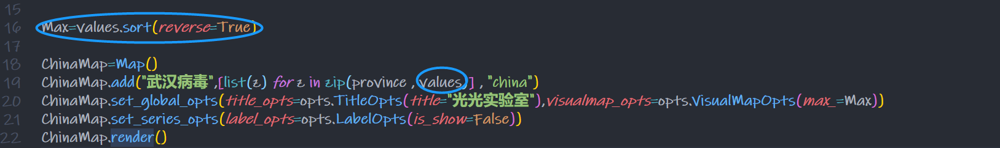 15
16 Max=values.sort(reverse=True)
17
18 ChinaMap=Map()
19 ChinaMap.add("武汉病毒",[list(z) for z in zip(province ,values)] , "china")
20 ChinaMap.set_global_opts(title_opts=opts.TitleOpts(title="光光实验室"),visualmap_opts=opts.VisualMapOpts(max_=Max))
21 ChinaMap.set_series_opts(label_opts=opts.LabelOpts(is_show=False))
22 ChinaMap.render()